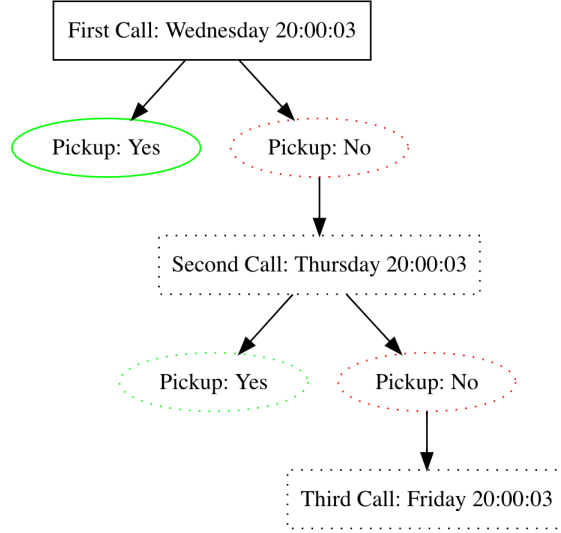 First Call: Wednesday 20:00:03
Pickup: Yes
Pickup: No
Second Call: Thursday 20:00:03
Pickup: Yes
Pickup: No
Third Call: Friday 20:00:03